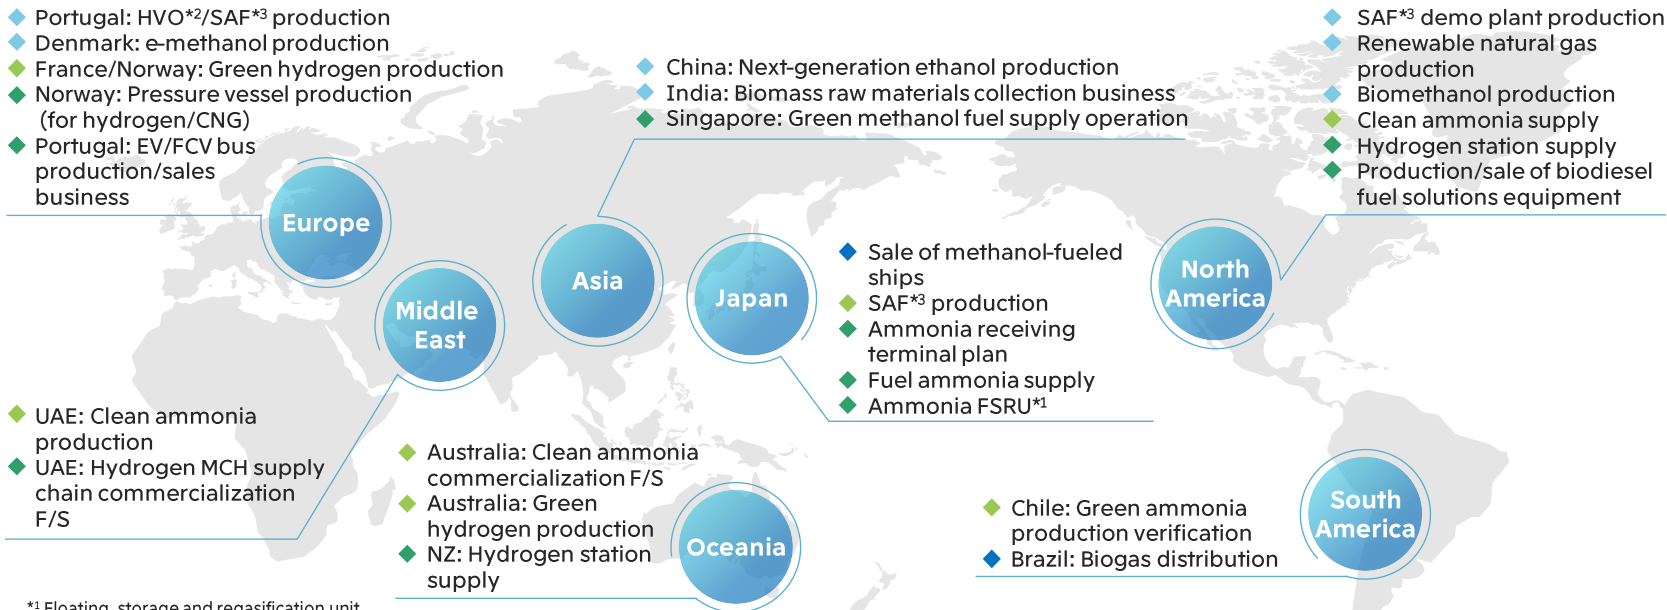 Portugal: HVO*2/SAF*3 production
Denmark: e-methanol production
France/Norway: Green hydrogen production
Norway: Pressure vessel production
(for hydrogen/CNG)
Portugal: EV/FCV bus
production/sales
business
Europe
China: Next-generation ethanol production
India: Biomass raw materials collection business
Singapore: Green methanol fuel supply operation
Asia
SAF*3 demo plant production
Renewable natural gas
production
Biomethanol production
Clean ammonia supply
Hydrogen station supply
Production/sale of biodiesel
fuel solutions equipment
North
America
Middle
East
UAE: Clean ammonia
production
UAE: Hydrogen MCH supply
chain commercialization
F/S
Japan
Sale of methanol-fueled
ships
SAF*3 production
Ammonia receiving
terminal plan
Fuel ammonia supply
Ammonia FSRU*1
Australia: Clean ammonia
commercialization F/S
Australia: Green
hydrogen production
NZ: Hydrogen station
supply
Oceania
Chile: Green ammonia
production verification
Brazil: Biogas distribution
South
America
*1 Floating, storage and regasification unit